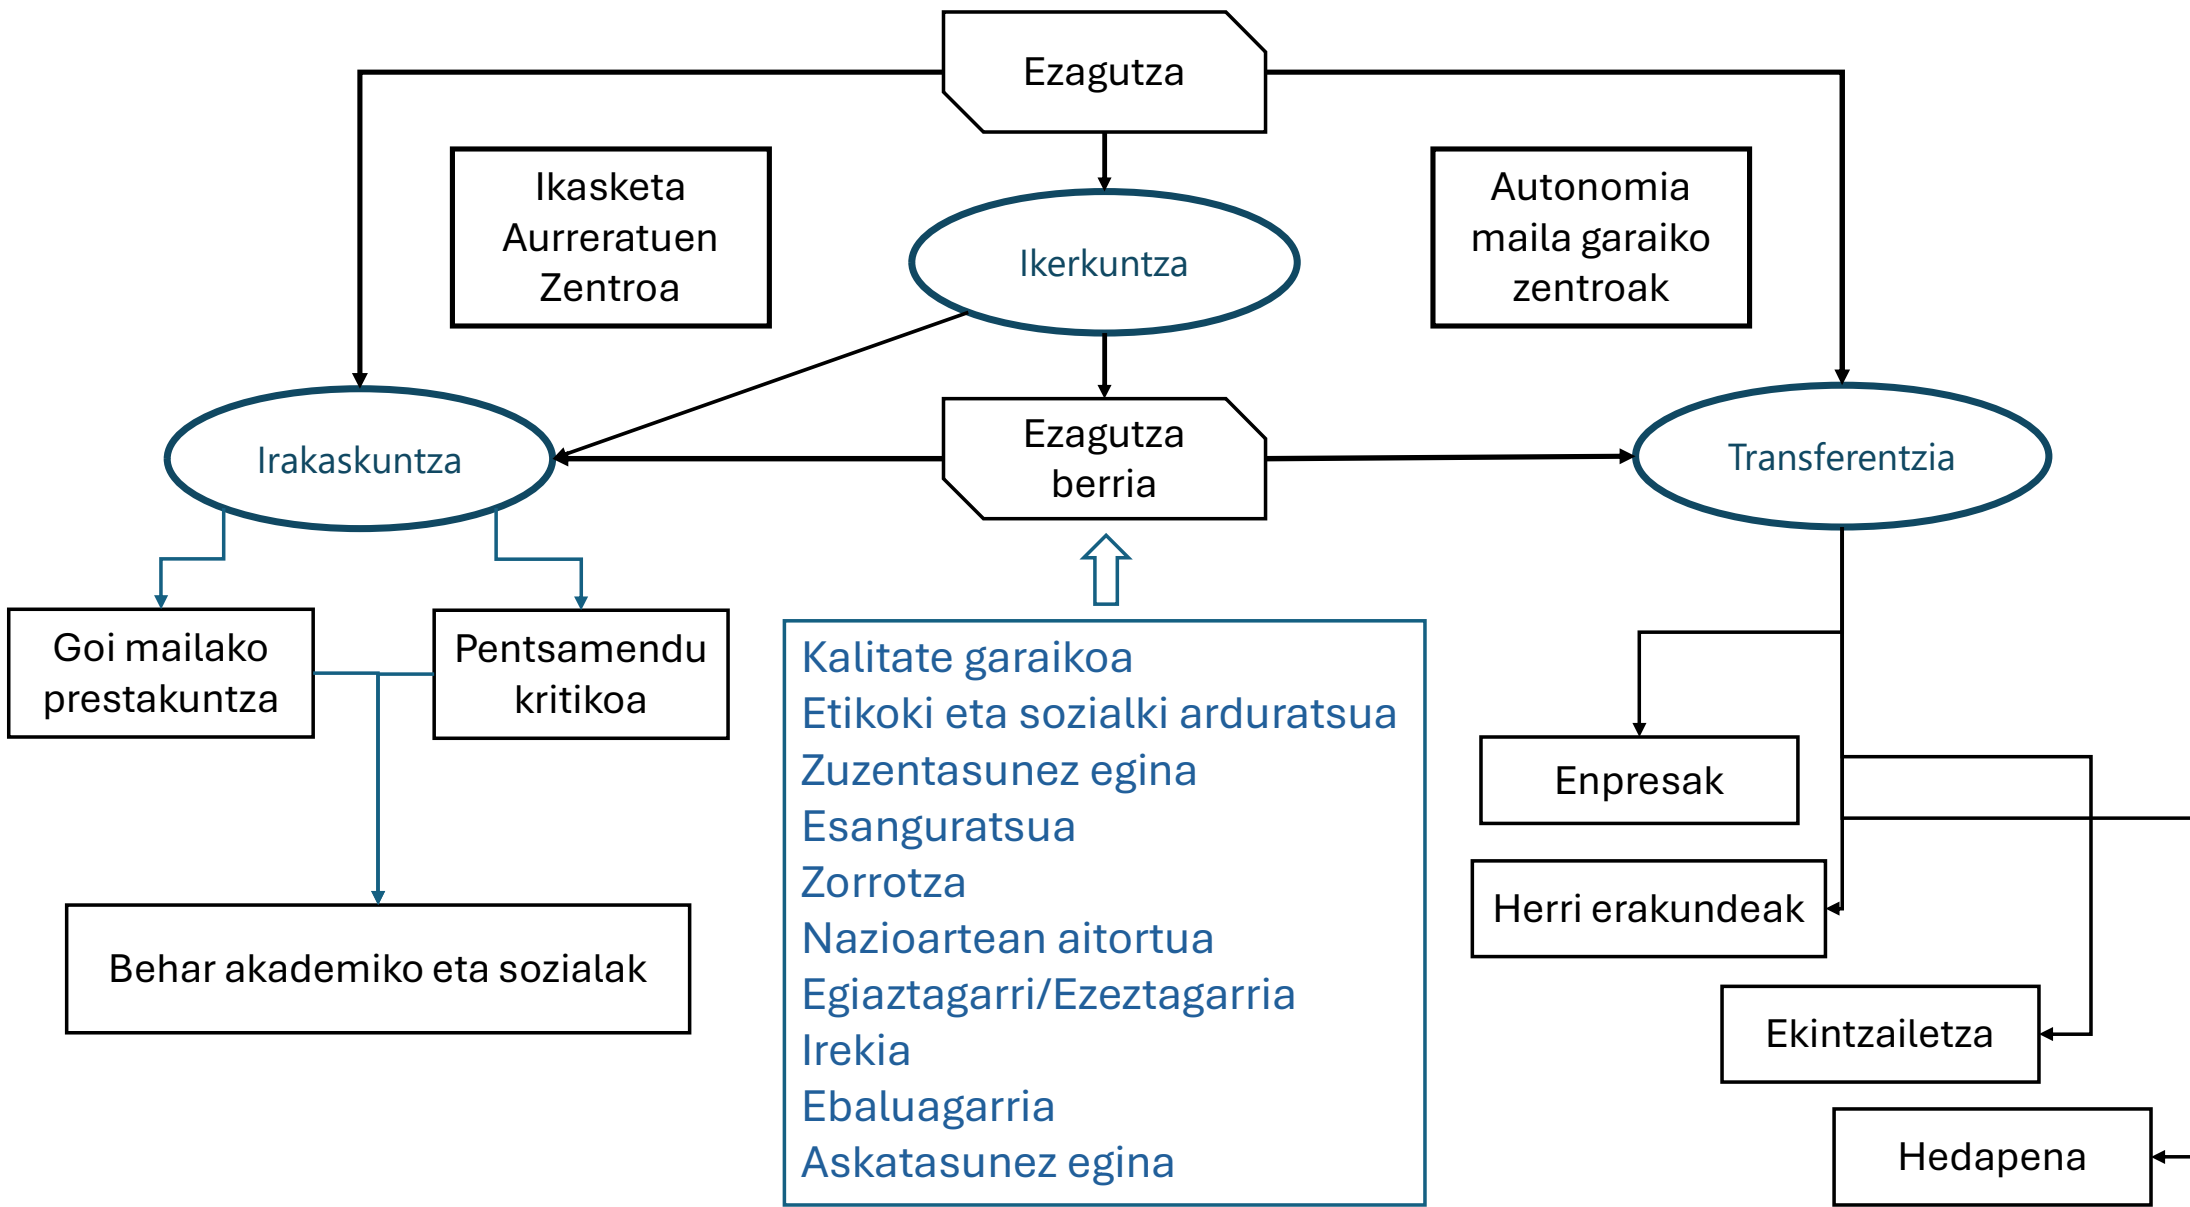 Ezagutza
Ikasketa
Aurreratuen
Zentroa
Autonomia
maila garaiko
zentroak
Ikerkuntza
Irakaskuntza
Ezagutza
berria
Transferentzia
Goi mailako
prestakuntza
Pentsamendu
kritikoa
Behar akademiko eta sozialak
Kalitate garaikoa
Etikoki eta sozialki arduratsua
Zuzentasunez egina
Esanguratsua
Zorrotza
Nazioartean aitortua
Egiaztagarri/Ezeztagarria
Irekia
Ebaluagarria
Askatasunez egina
Enpresak
Herri erakundeak
Ekintzailetza
Hedapena